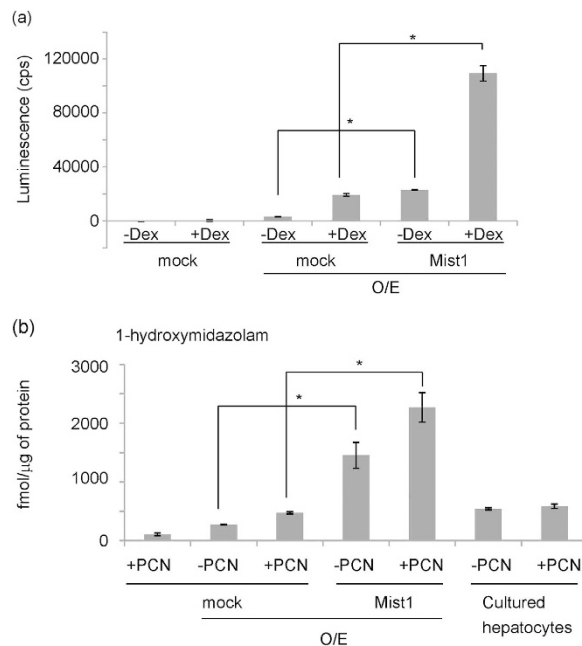 (a)
Luminescence (cps)
120000
80000
40000
0
*
*
-Dex +Dex -Dex +Dex -Dex +Dex
mock mock Mist1
O/E
(b)
1-hydroxymidazolam
fmol/μg of protein
3000
2000
1000
0
*
*
+PCN -PCN +PCN -PCN +PCN -PCN +PCN
mock Mist1 Cultured
hepatocytes
O/E